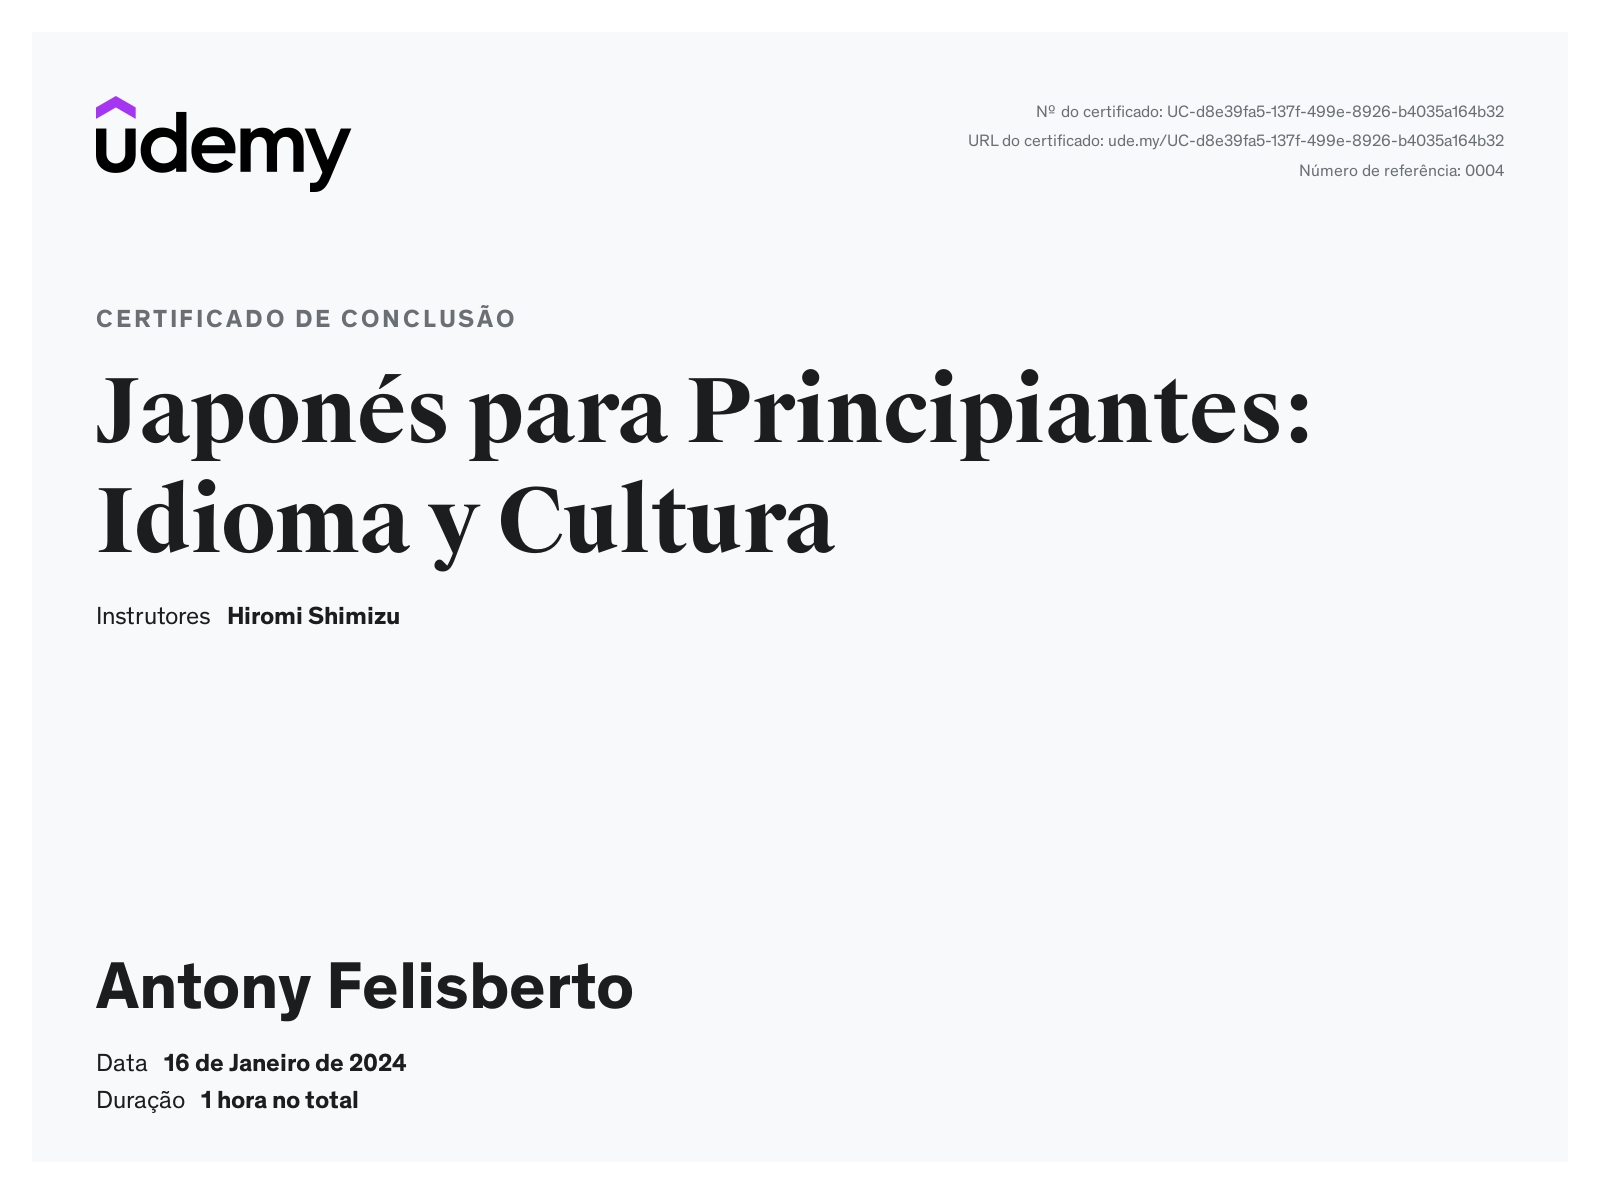 udemy
Nº do certificado: UC-d8e39fa5-137f-499e-8926-b4035a164b32
URL do certificado: ude.my/UC-d8e39fa5-137f-499e-8926-b4035a164b32
Número de referência: 0004
CERTIFICADO DE CONCLUSÃO
Japonés para Principiantes:
Idioma y Cultura
Instrutores Hiromi Shimizu
Antony Felisberto
Data 16 de Janeiro de 2024
Duração 1 hora no total